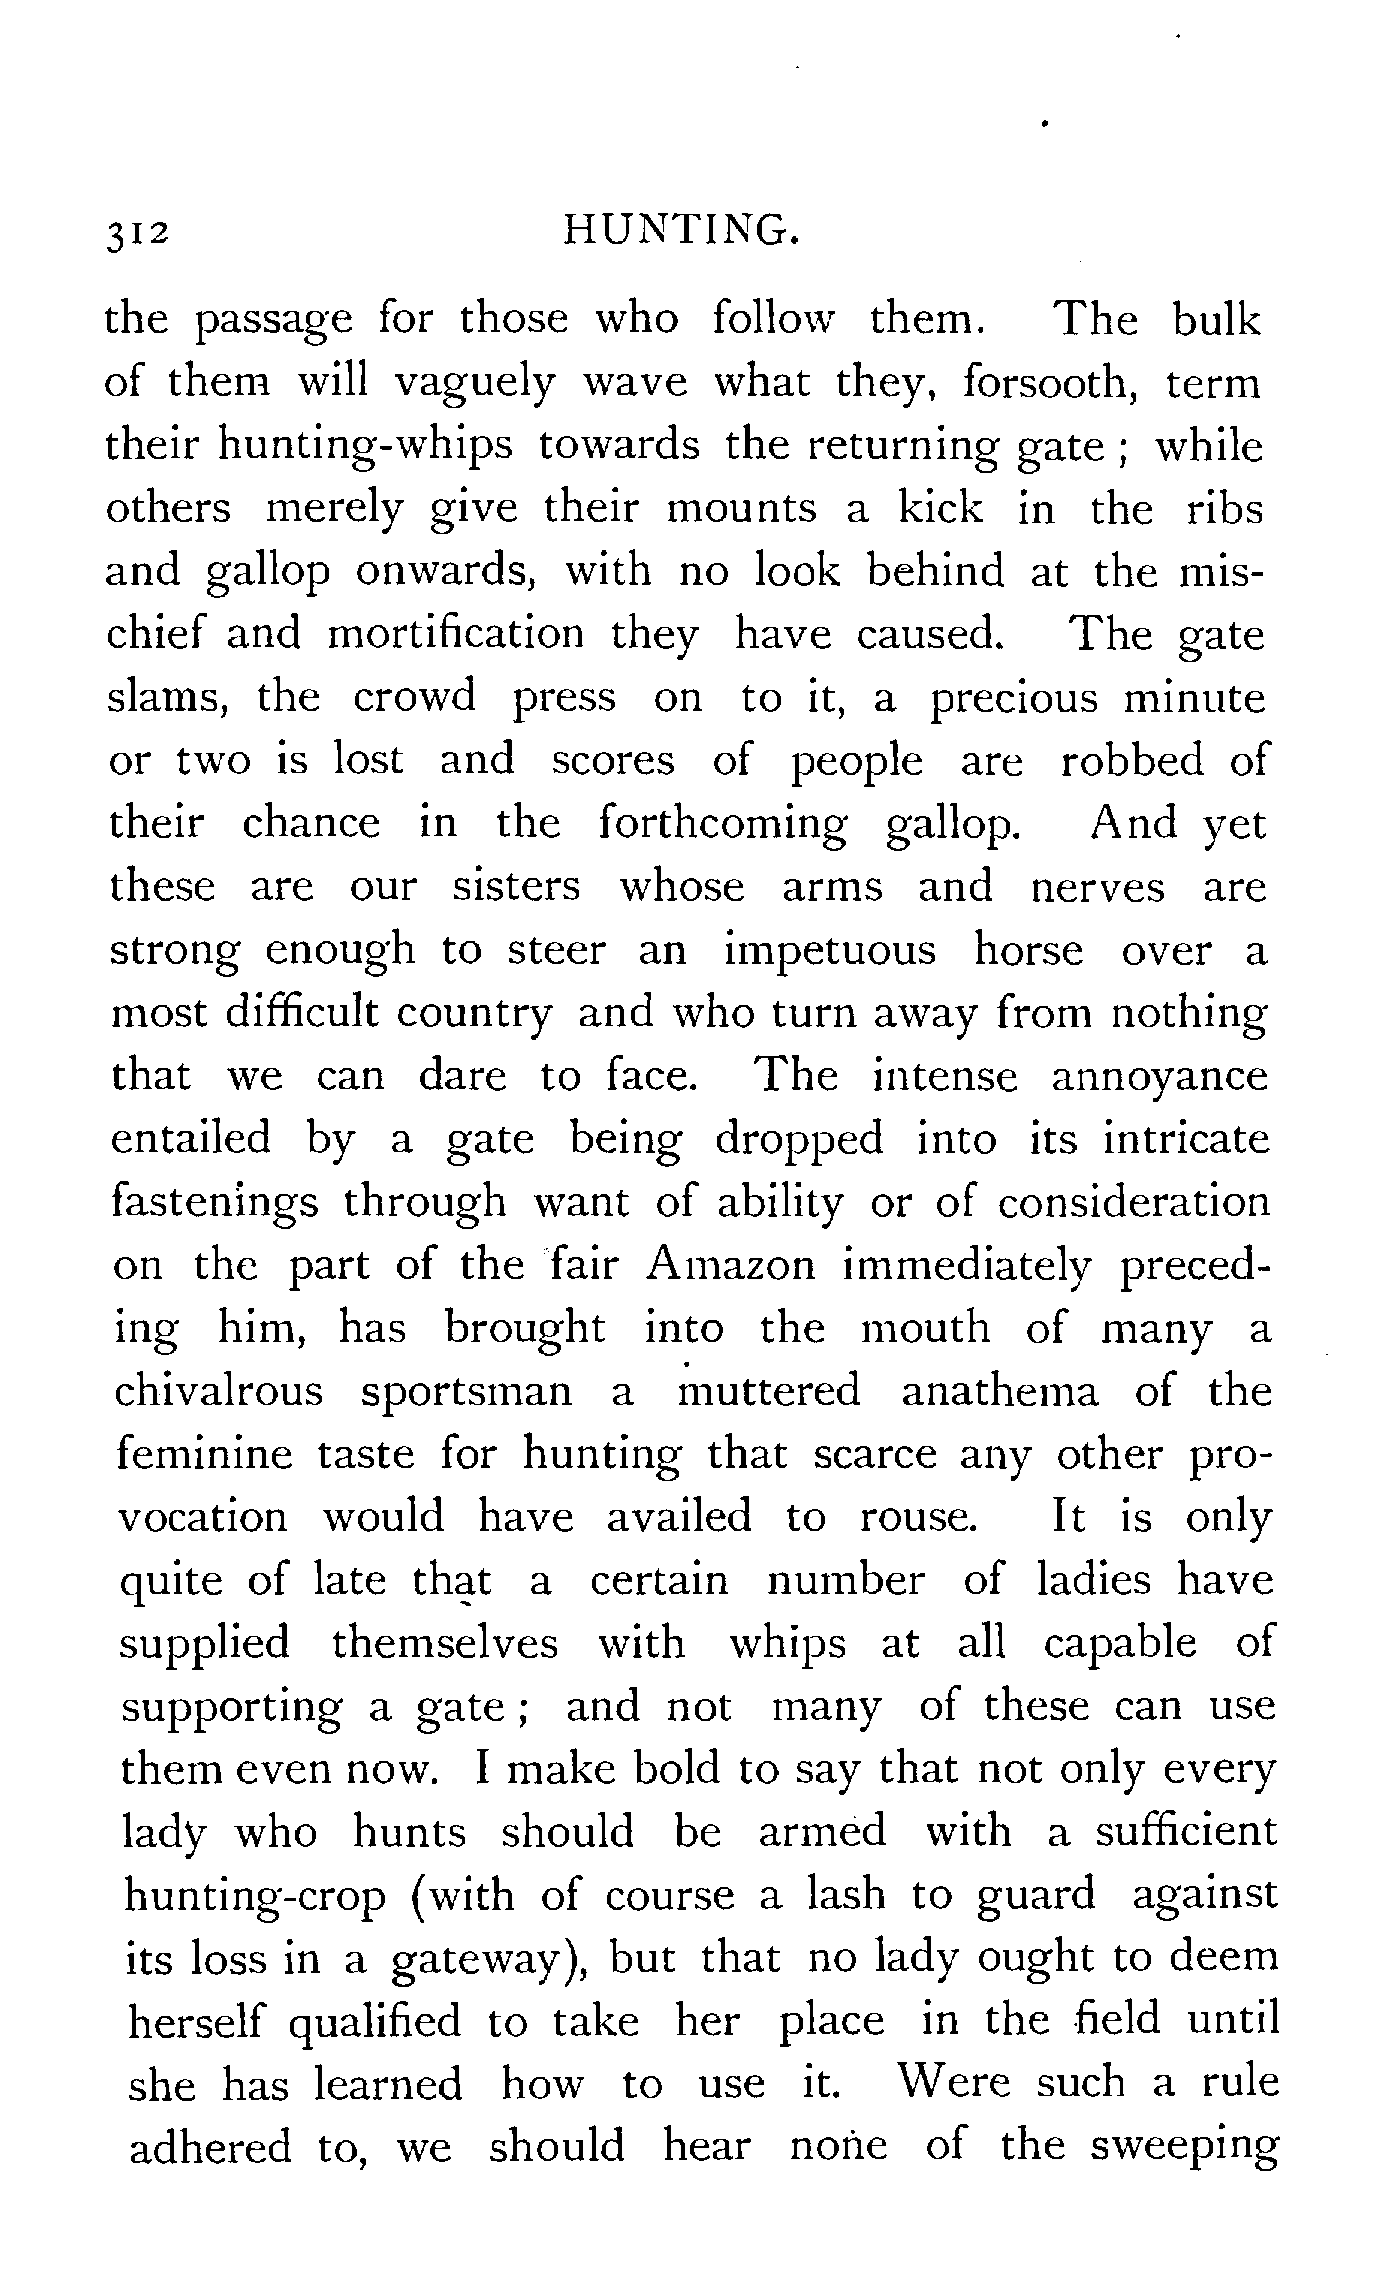 312 HUNTING.
the passage for those who follow them. The bulk
of them will vaguely wave what they, forsooth, term
their hunting-whips towards the returning gate ; while
others merely give their mounts a kick in the ribs
and gallop onwards, with no look behind at the mis-
chief and mortification they have caused. The gate
slams, the crowd press on to it, a precious minute
or two is lost and scores of people are robbed of
their chance in the forthcoming gallop. And yet
these are our sisters whose arms and nerves are
strong enough to steer an impetuous horse over a
most difficult country and who turn away from nothing
that we can dare to face. The intense annoyance
entailed by a gate being dropped into its intricate
fastenings through want of ability or of consideration
on the part of the fair Amazon immediately preced-
ing him, has brought into the mouth of many a
chivalrous sportsman a muttered anathema of the
feminine taste for hunting that scarce any other pro-
vocation would have availed to rouse. It is only
quite of late that a certain number of ladies have
supplied themselves with whips at all capable of
supporting a gate ; and not many of these can use
them even now. I make bold to say that not only every
lady who hunts should be armed with a sufficient
hunting-crop (with of course a lash to guard against
its loss in a gateway), but that no lady ought to deem
herself qualified to take her place in the field until
she has learned how to use it. Were such a rule
adhered to, we should hear none of the sweeping